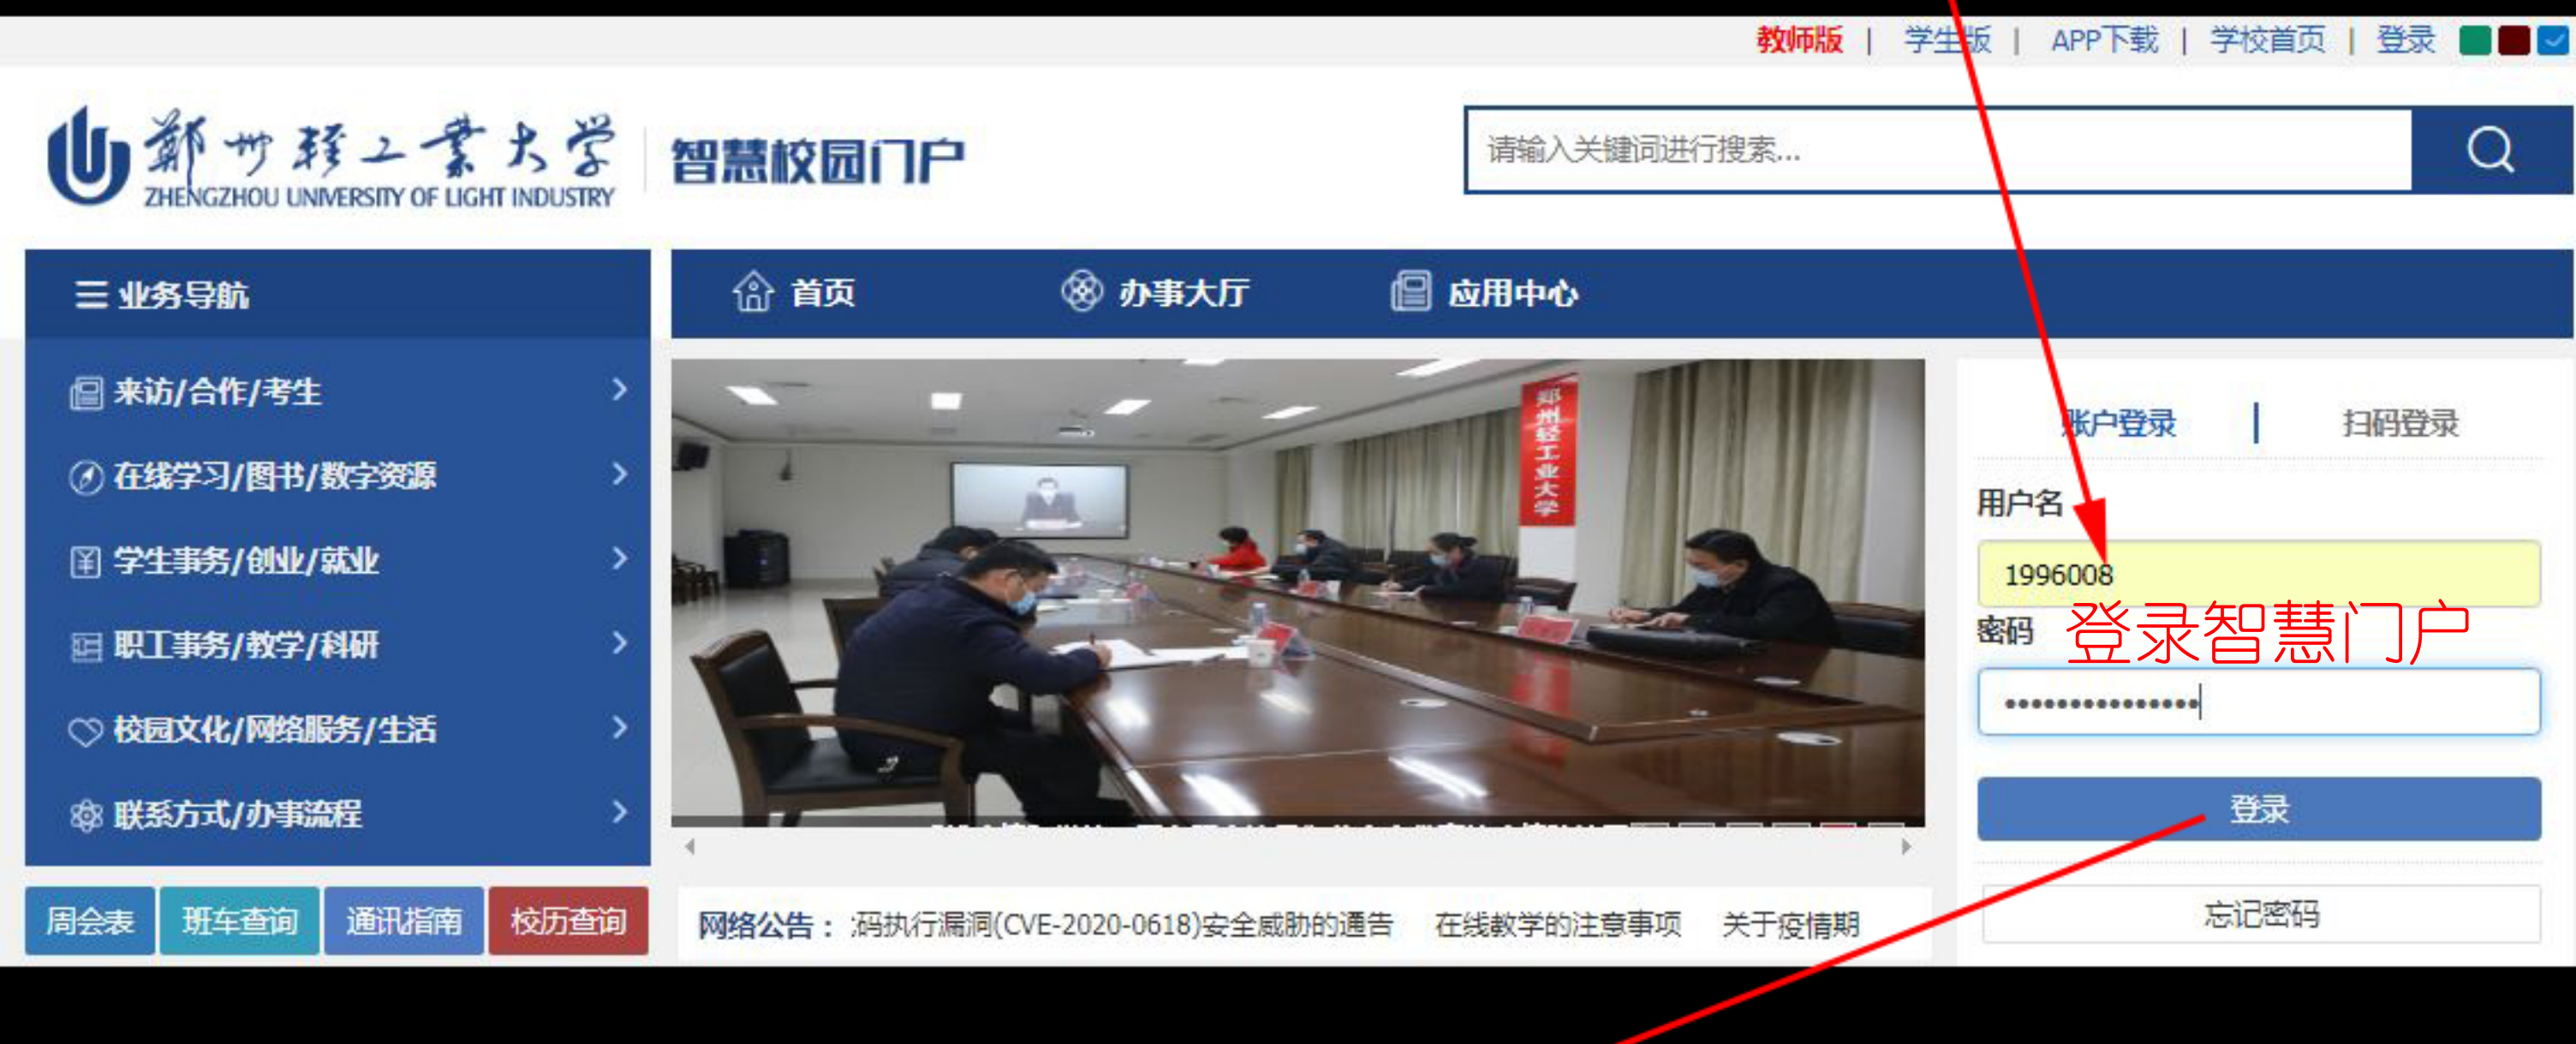 教师版 | 学生版 | APP下载 | 学校首页 | 登录
郑州轻工业大学
ZHENGZHOU UNIVERSITY OF LIGHT INDUSTRY
智慧校园门户
请输入关键词进行搜索...
业务导航
首页 办事大厅 应用中心
来访/合作/考生
在线学习/图书/数字资源
学生事务/创业/就业
职工事务/教学/科研
校园文化/网络服务/生活
联系方式/办事流程
周会表 班车查询 通讯指南 校历查询
郑州轻工业大学
网络公告： 码执行漏洞(CVE-2020-0618)安全威胁的通告 在线教学的注意事项 关于疫情期
账户登录 | 扫码登录
用户名
1996008
密码
登录智慧门户
•••••••••••••••
登录
忘记密码